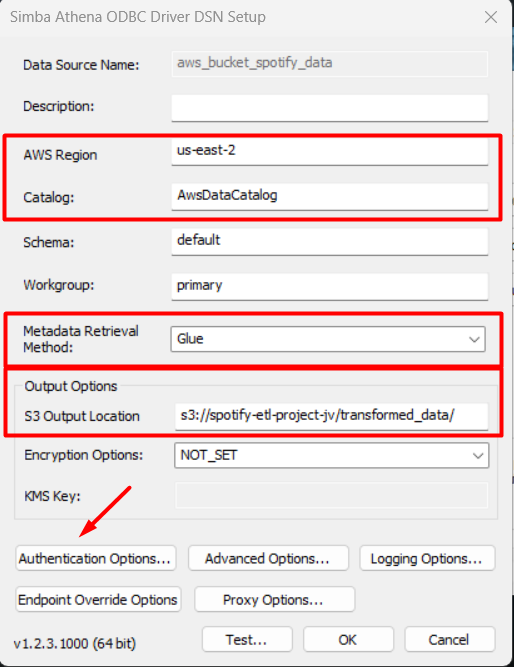 Simba Athena ODBC Driver DSN Setup
Data Source Name: aws_bucket_spotify_data
Description:
AWS Region us-east-2
Catalog: AwsDataCatalog
Schema: default
Workgroup: primary
Metadata Retrieval
Method: Glue
Output Options
S3 Output Location s3://spotify-etl-project-jv/transformed_data/
Encryption Options: NOT_SET
KMS Key:
Authentication Options... Advanced Options... Logging Options...
Endpoint Override Options Proxy Options...
v1.2.3.1000 (64 bit) Test... OK Cancel